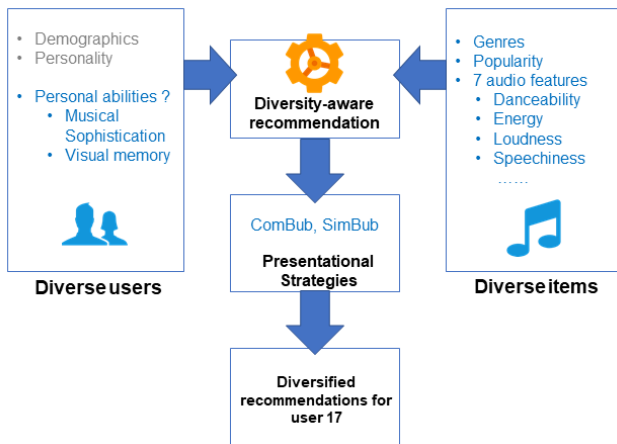 • Demographics
• Personality
• Personal abilities ?
• Musical
Sophistication
• Visual memory
Diverse users
Diversity-aware
recommendation
• Genres
• Popularity
• 7 audio features
• Danceability
• Energy
• Loudness
• Speechiness
……
Diverse items
ComBub, SimBub
Presentational
Strategies
Diversified
recommendations for
user 17